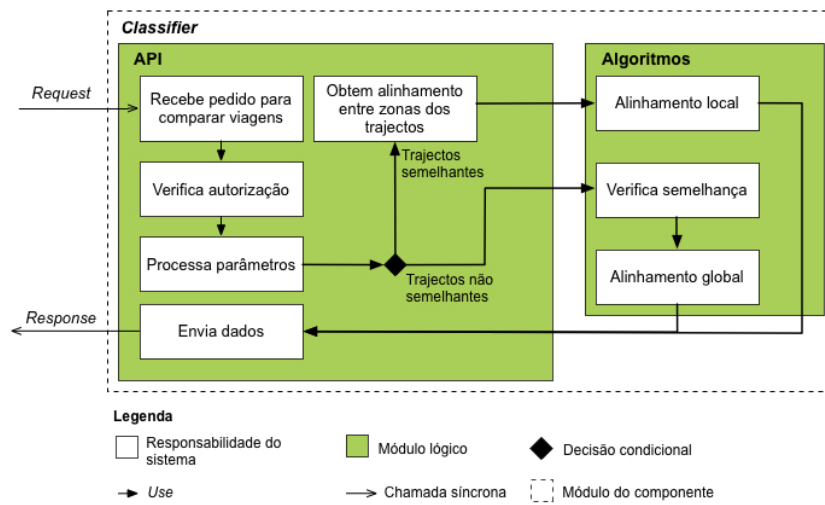 Classifier
API
Algoritmos
Request
Recebe pedido para
comparar viagens
Obtem alinhamento
entre zonas dos
trajectos
Alinhamento local
Trajectos
semelhantes
Verifica autorização
Verifica semelhança
Processa parâmetros
Trajectos não
semelhantes
Alinhamento global
Response
Envia dados
Legenda
Responsabilidade do
sistema
Módulo lógico
Decisão condicional
Use
Chamada síncrona
Módulo do componente